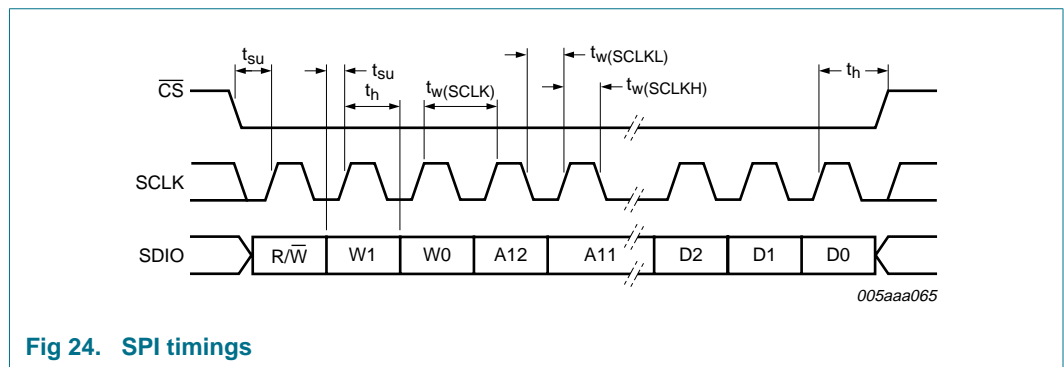 tsu
tsu
th
tw(SCLK)
tw(SCLKL)
tw(SCLKH)
th
CS
SCLK
SDIO
R/W
W1
W0
A12
A11
D2
D1
D0
005aaa065
Fig 24. SPI timings